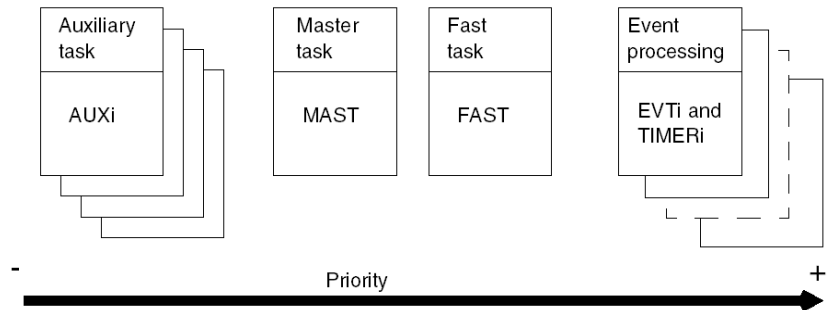 Auxiliary
task
AUXi
Master
task
MAST
Fast
task
FAST
Event
processing
EVTi and
TIMERi
-
Priority
+